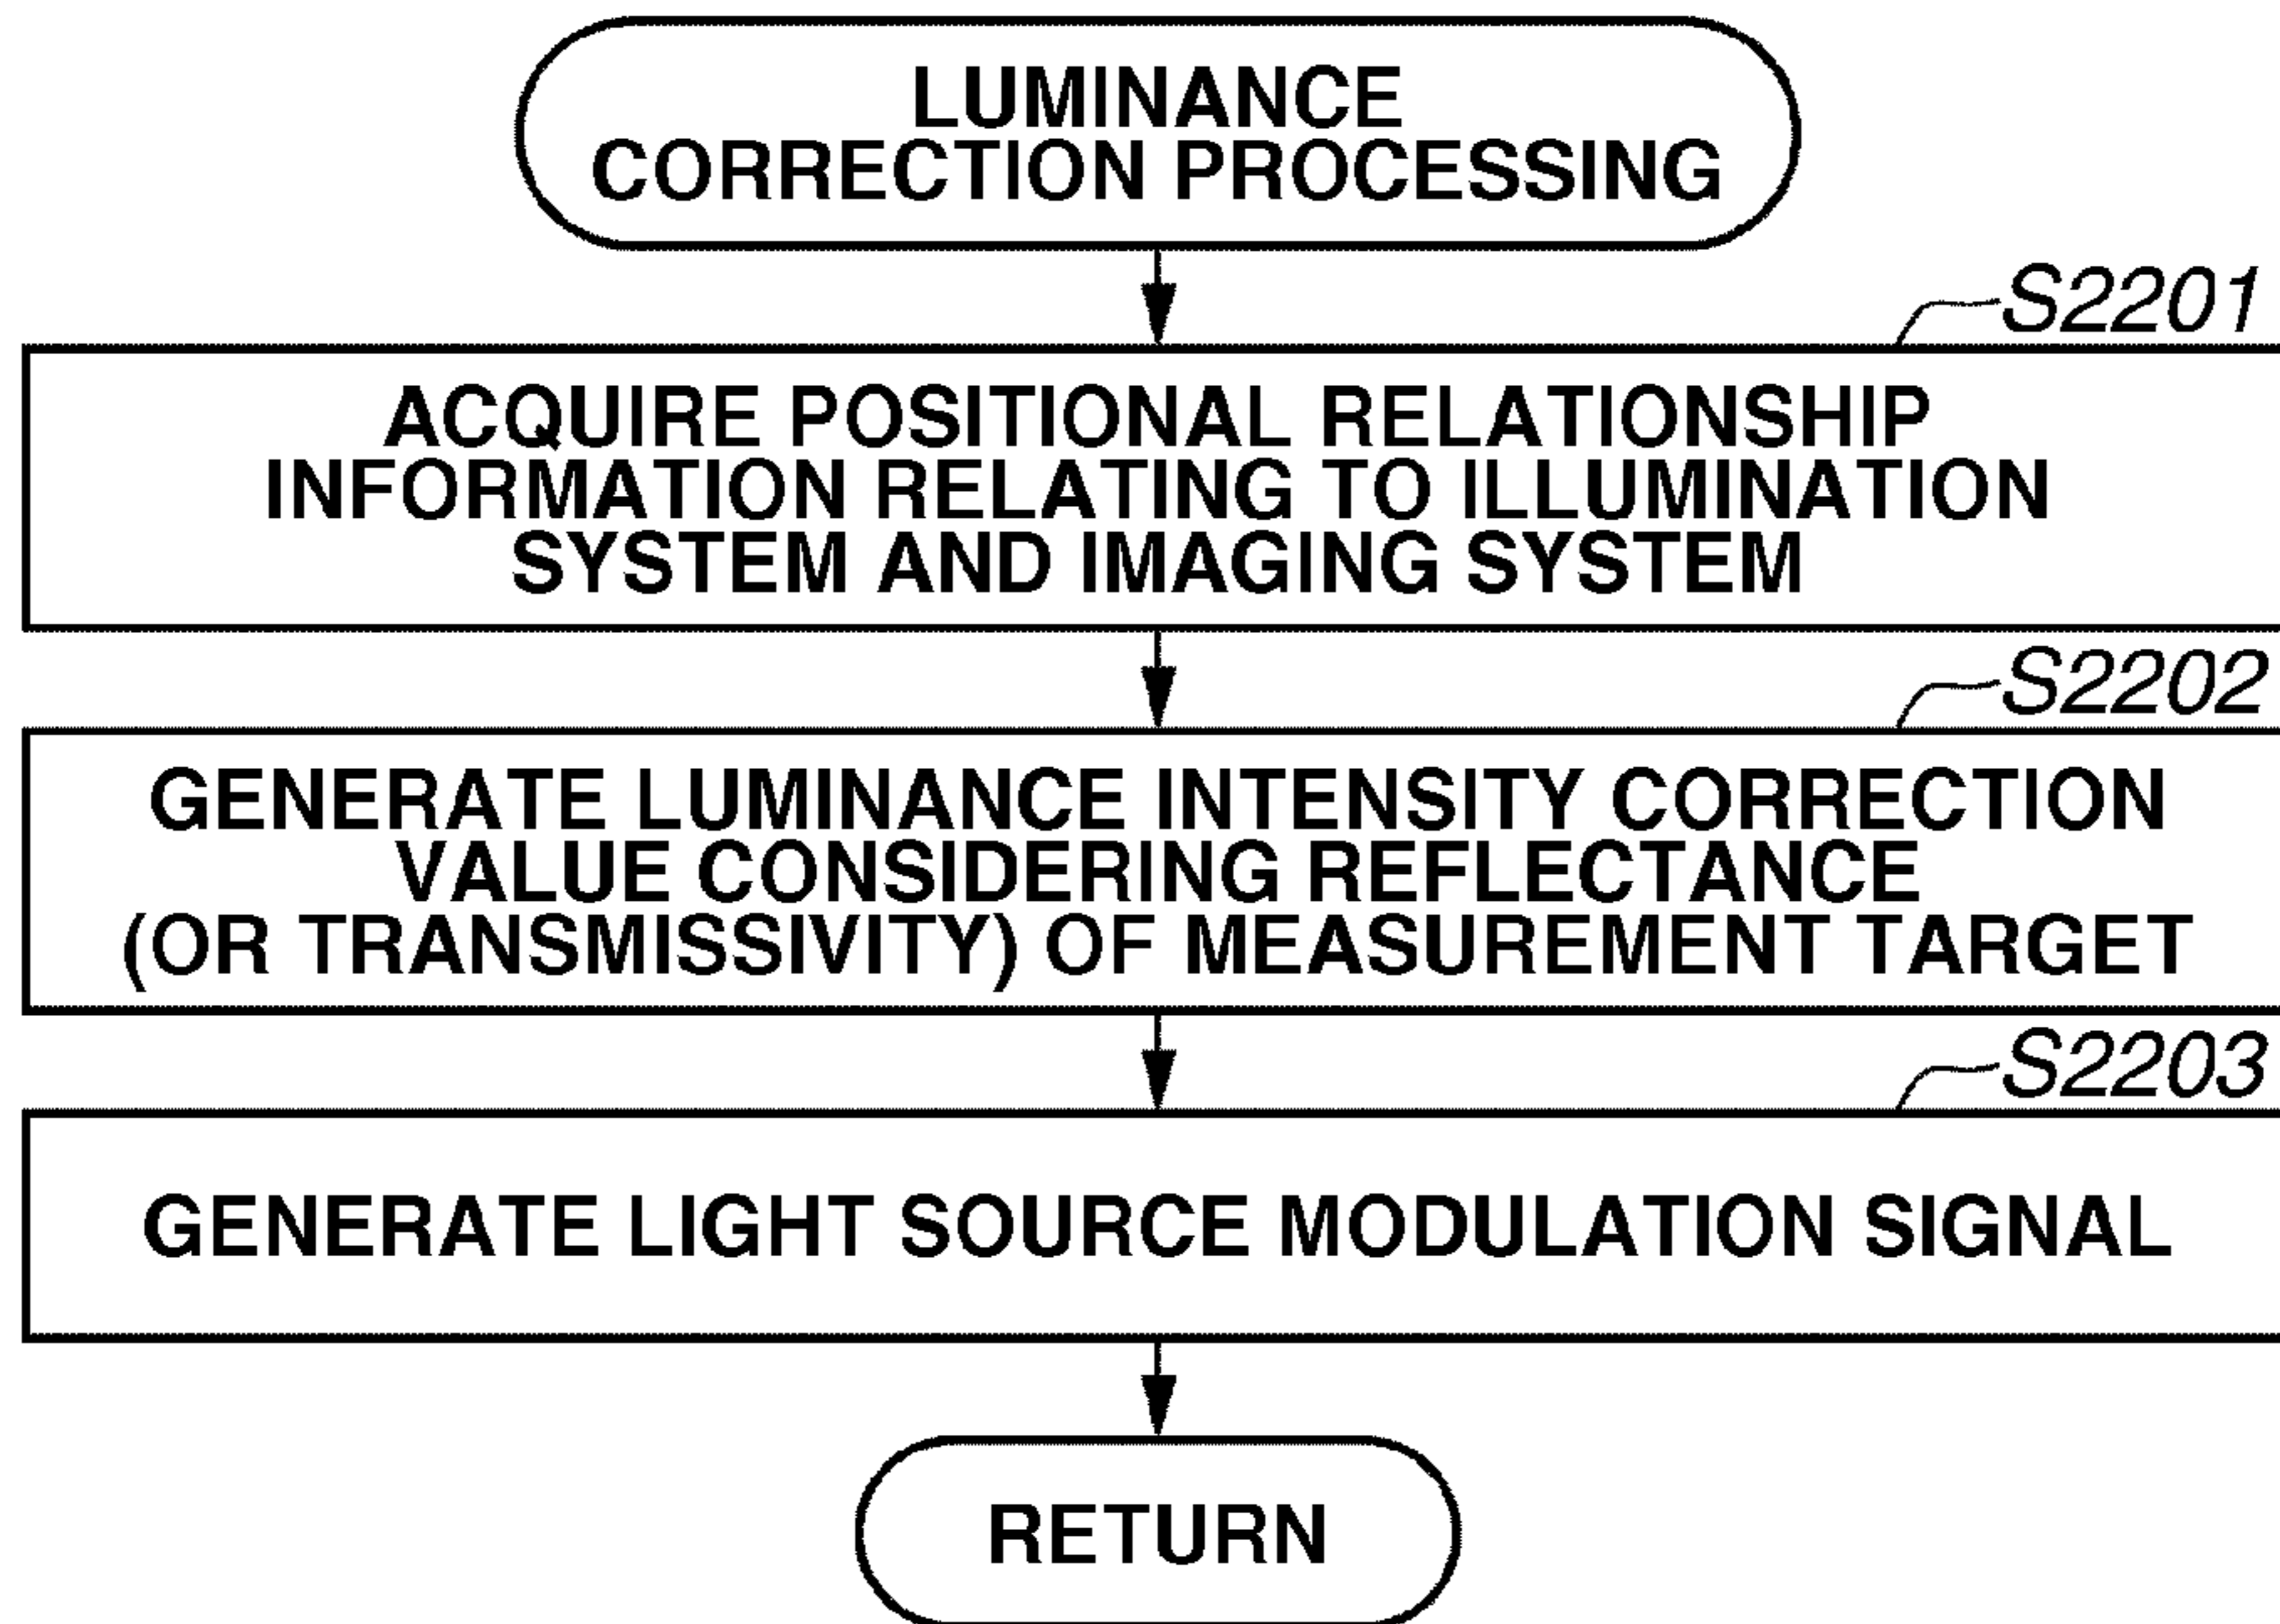 LUMINANCE
CORRECTION PROCESSING
S2201
ACQUIRE POSITIONAL RELATIONSHIP
INFORMATION RELATING TO ILLUMINATION
SYSTEM AND IMAGING SYSTEM
S2202
GENERATE LUMINANCE INTENSITY CORRECTION
VALUE CONSIDERING REFLECTANCE
(OR TRANSMISSIVITY) OF MEASUREMENT TARGET
S2203
GENERATE LIGHT SOURCE MODULATION SIGNAL
RETURN